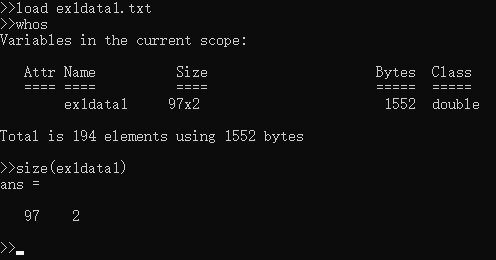 >>load ex1data1.txt
>>whos
Variables in the current scope:
   Attr Name        Size                     Bytes  Class
   ==== ====        ====                     =====  =====
        ex1data1   97x2                       1552  double
Total is 194 elements using 1552 bytes
>>size(ex1data1)
ans =
   97    2
>>